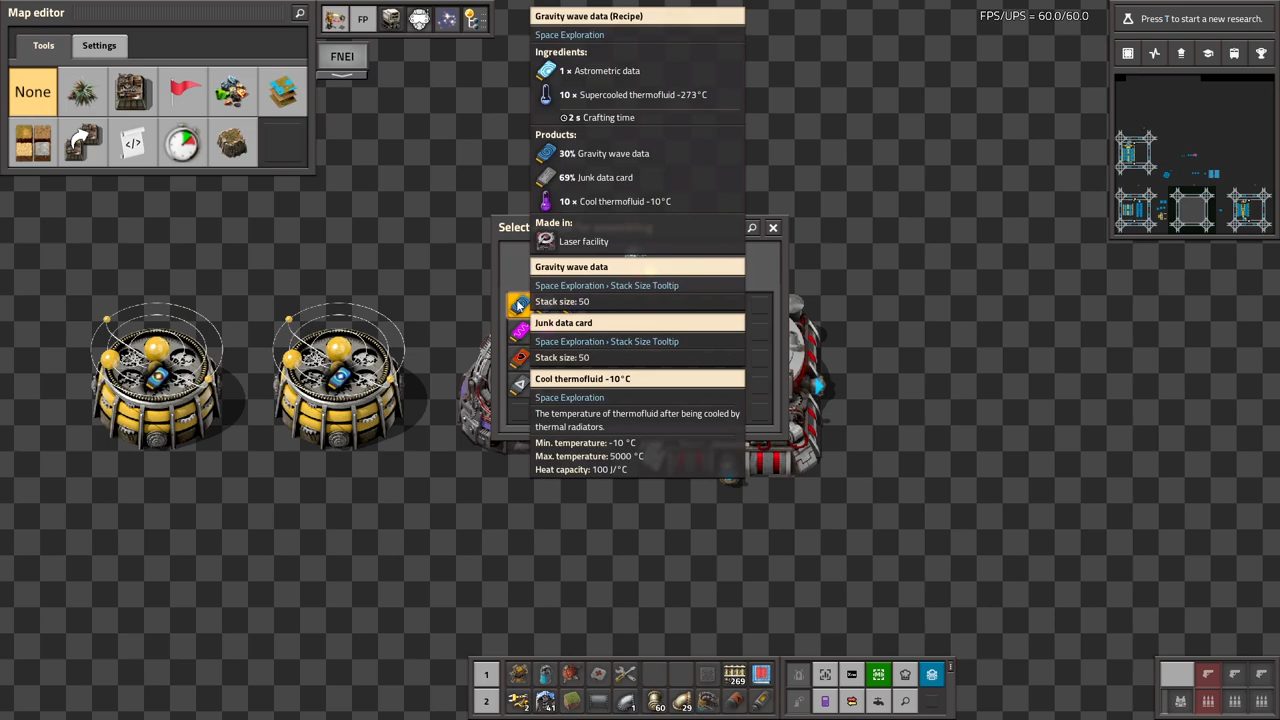 Map editor
Tools
Settings
None
FP
FNEI
Gravity wave data (Recipe)
Space Exploration
Ingredients:
1 × Astrometric data
10 × Supercooled thermofluid -273°C
2 s Crafting time
Products:
30% Gravity wave data
69% Junk data card
10 × Cool thermofluid -10°C
Made in:
Laser facility
Gravity wave data
Space Exploration › Stack Size Tooltip
Stack size: 50
Junk data card
Space Exploration › Stack Size Tooltip
Stack size: 50
Cool thermofluid -10°C
Space Exploration
The temperature of thermofluid after being cooled by
thermal radiators.
Min. temperature: -10 °C
Max. temperature: 5000 °C
Heat capacity: 100 J/°C
Select
FPS/UPS = 60.0/60.0
Press T to start a new research.
1
269
2
2
41
1
60
29